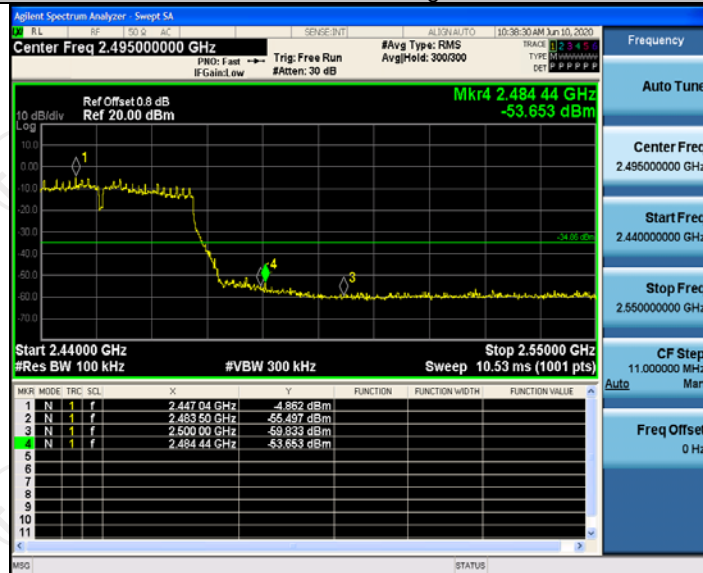 Agilent Spectrum Analyzer - Swept SA
RL RF 50 Ω AC SENSE:INT ALIGNAUTO 10:38:30 AM Jun 10, 2020
Center Freq 2.495000000 GHz #Avg Type: RMS TRACE 1 2 3 4 5 6
PNO: Fast Trig: Free Run Avg|Hold: 300/300 TYPE M
IFGain:Low #Atten: 30 dB DET P P P P P P
Mkr4 2.484 44 GHz
-53.653 dBm
Ref Offset 0.8 dB
10 dB/div Ref 20.00 dBm
Log
10.0
0.00
-10.0
-20.0
-30.0
-40.0
-50.0
-60.0
-70.0
1
4
3
Start 2.44000 GHz Stop 2.55000 GHz
#Res BW 100 kHz #VBW 300 kHz Sweep 10.53 ms (1001 pts)
MKR MODE TRC SCL X Y FUNCTION FUNCTION WIDTH FUNCTION VALUE
1 N 1 f 2.447 04 GHz -4.862 dBm
2 N 1 f 2.483 50 GHz -55.497 dBm
3 N 1 f 2.500 00 GHz -59.833 dBm
4 N 1 f 2.484 44 GHz -53.653 dBm
5
6
7
8
9
10
11
MSG STATUS
Frequency
Auto Tune
Center Freq
2.495000000 GHz
Start Freq
2.440000000 GHz
Stop Freq
2.550000000 GHz
CF Step
11.000000 MHz
Auto Man
Freq Offset
0 Hz